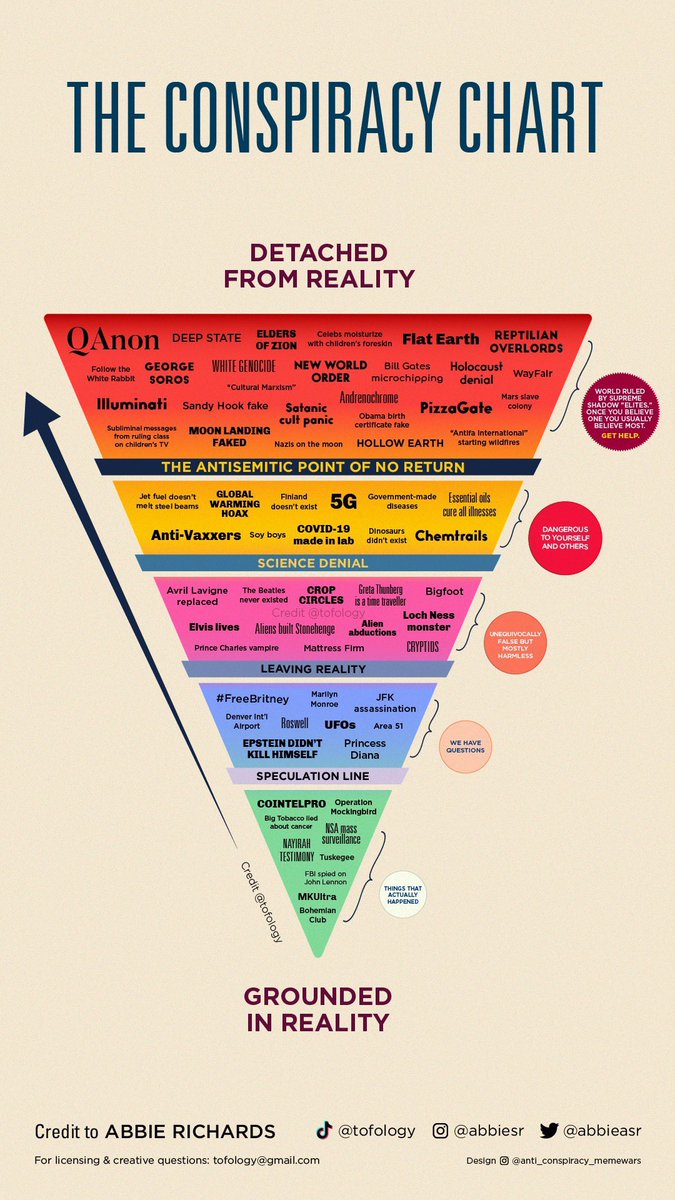 THE CONSPIRACY CHART
DETACHED
FROM REALITY
QAnon
DEEP STATE
ELDERS
OF ZION
Celebs moisturize
with children's foreskin
Flat Earth
REPTILIAN
OVERLORDS
Follow the
White Rabbit
GEORGE
SOROS
WHITE GENOCIDE
"Cultural Marxism"
NEW WORLD
ORDER
Bill Gates
microchipping
Holocaust
denial
WayFair
Illuminati
Sandy Hook fake
Satanic
cult panic
Andrenochrome
Obama birth
certificate fake
PizzaGate
Mars slave
colony
Subliminal messages
from ruling class
on children's TV
MOON LANDING
FAKED
Nazis on the moon
HOLLOW EARTH
"Antifa International"
starting wildfires
WORLD RULED
BY SUPREME
SHADOW "ELITES."
ONCE YOU BELIEVE
ONE YOU USUALLY
BELIEVE MOST.
GET HELP.
THE ANTISEMITIC POINT OF NO RETURN
Jet fuel doesn't
melt steel beams
GLOBAL
WARMING
HOAX
Finland
doesn't exist
5G
Government-made
diseases
Essential oils
cure all illnesses
Anti-Vaxxers
Soy boys
COVID-19
made in lab
Dinosaurs
didn't exist
Chemtrails
DANGEROUS
TO YOURSELF
AND OTHERS
SCIENCE DENIAL
Avril Lavigne
replaced
The Beatles
never existed
CROP
CIRCLES
Greta Thunberg
is a time traveller
Bigfoot
Credit @tofology
Elvis lives
Aliens built Stonehenge
Alien
abductions
Loch Ness
monster
Prince Charles vampire
Mattress Firm
CRYPTIDS
UNEQUIVOCALLY
FALSE BUT
MOSTLY
HARMLESS
LEAVING REALITY
#FreeBritney
Marilyn
Monroe
JFK
assassination
Denver Int'l
Airport
Roswell
UFOs
Area 51
EPSTEIN DIDN'T
KILL HIMSELF
Princess
Diana
WE HAVE
QUESTIONS
SPECULATION LINE
COINTELPRO
Operation
Mockingbird
Big Tobacco lied
about cancer
NSA mass
surveillance
NAYIRAH
TESTIMONY
Tuskegee
FBI spied on
John Lennon
MKUltra
Bohemian
Club
THINGS THAT
ACTUALLY
HAPPENED
Credit @tofology
GROUNDED
IN REALITY
Credit to ABBIE RICHARDS
@tofology
@abbiesr
@abbieasr
For licensing & creative questions: tofology@gmail.com
Design @anti_conspiracy_memewars